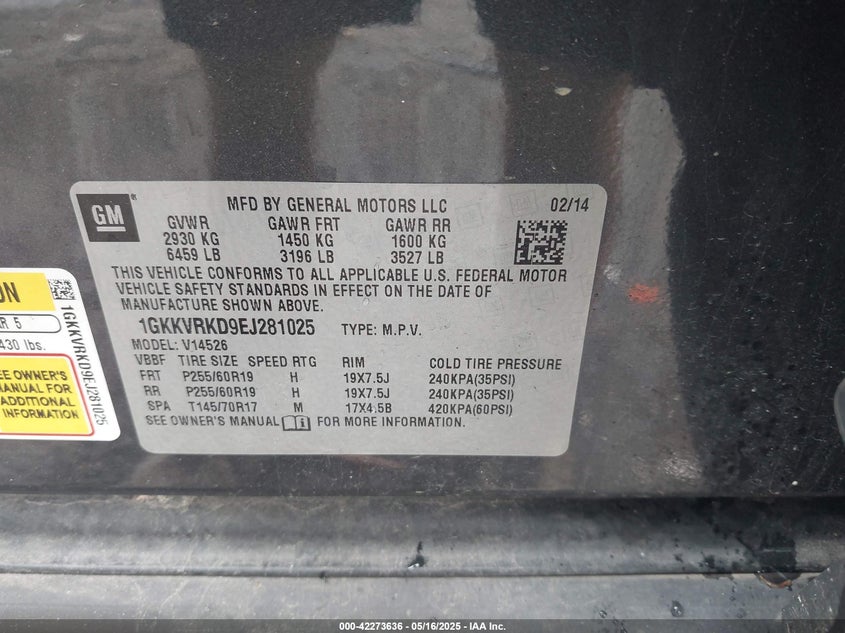 GM
MFD BY GENERAL MOTORS LLC 02/14
GVWR GAWR FRT GAWR RR
2930 KG 1450 KG 1600 KG
6459 LB 3196 LB 3527 LB
THIS VEHICLE CONFORMS TO ALL APPLICABLE U.S. FEDERAL MOTOR
VEHICLE SAFETY STANDARDS IN EFFECT ON THE DATE OF
MANUFACTURE SHOWN ABOVE.
1GKKVRKD9EJ281025 TYPE: M.P.V.
MODEL: V14526
VBBF TIRE SIZE SPEED RTG RIM COLD TIRE PRESSURE
FRT P255/60R19 H 19X7.5J 240KPA(35PSI)
RR P255/60R19 H 19X7.5J 240KPA(35PSI)
SPA T145/70R17 M 17X4.5B 420KPA(60PSI)
SEE OWNER'S MANUAL FOR MORE INFORMATION.
ON
R 5
430 lbs.
EE OWNER'S
ANUAL FOR
ADDITIONAL
INFORMATION
1GKKVRKD9EJ281025
000-42273636 - 05/16/2025 - IAA Inc.